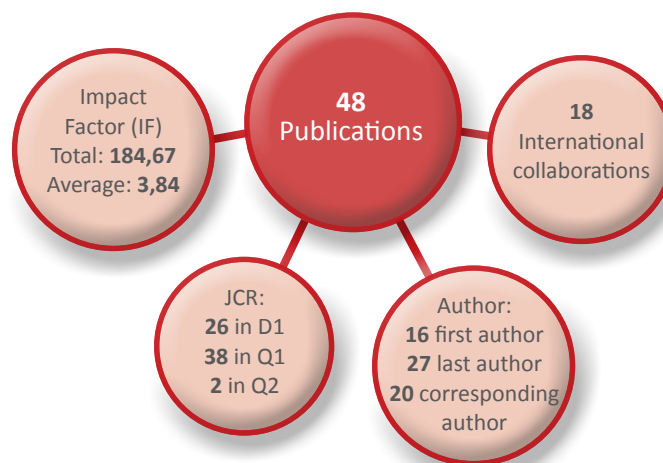 48
Publications
Impact
Factor (IF)
Total: 184,67
Average: 3,84
18
International
collaborations
JCR:
26 in D1
38 in Q1
2 in Q2
Author:
16 first author
27 last author
20 corresponding
author